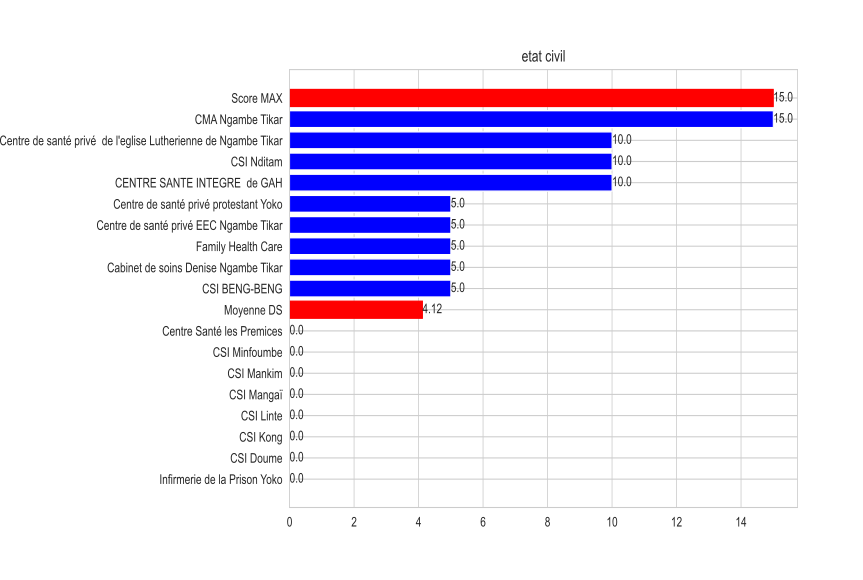 etat civil
Score MAX 15.0
CMA Ngambe Tikar 15.0
Centre de santé privé  de l'eglise Lutherienne de Ngambe Tikar 10.0
CSI Nditam 10.0
CENTRE SANTE INTEGRE  de GAH 10.0
Centre de santé privé protestant Yoko 5.0
Centre de santé privé EEC Ngambe Tikar 5.0
Family Health Care 5.0
Cabinet de soins Denise Ngambe Tikar 5.0
CSI BENG-BENG 5.0
Moyenne DS 4.12
Centre Santé les Premices 0.0
CSI Minfoumbe 0.0
CSI Mankim 0.0
CSI Mangaï 0.0
CSI Linte 0.0
CSI Kong 0.0
CSI Doume 0.0
Infirmerie de la Prison Yoko 0.0
0 2 4 6 8 10 12 14